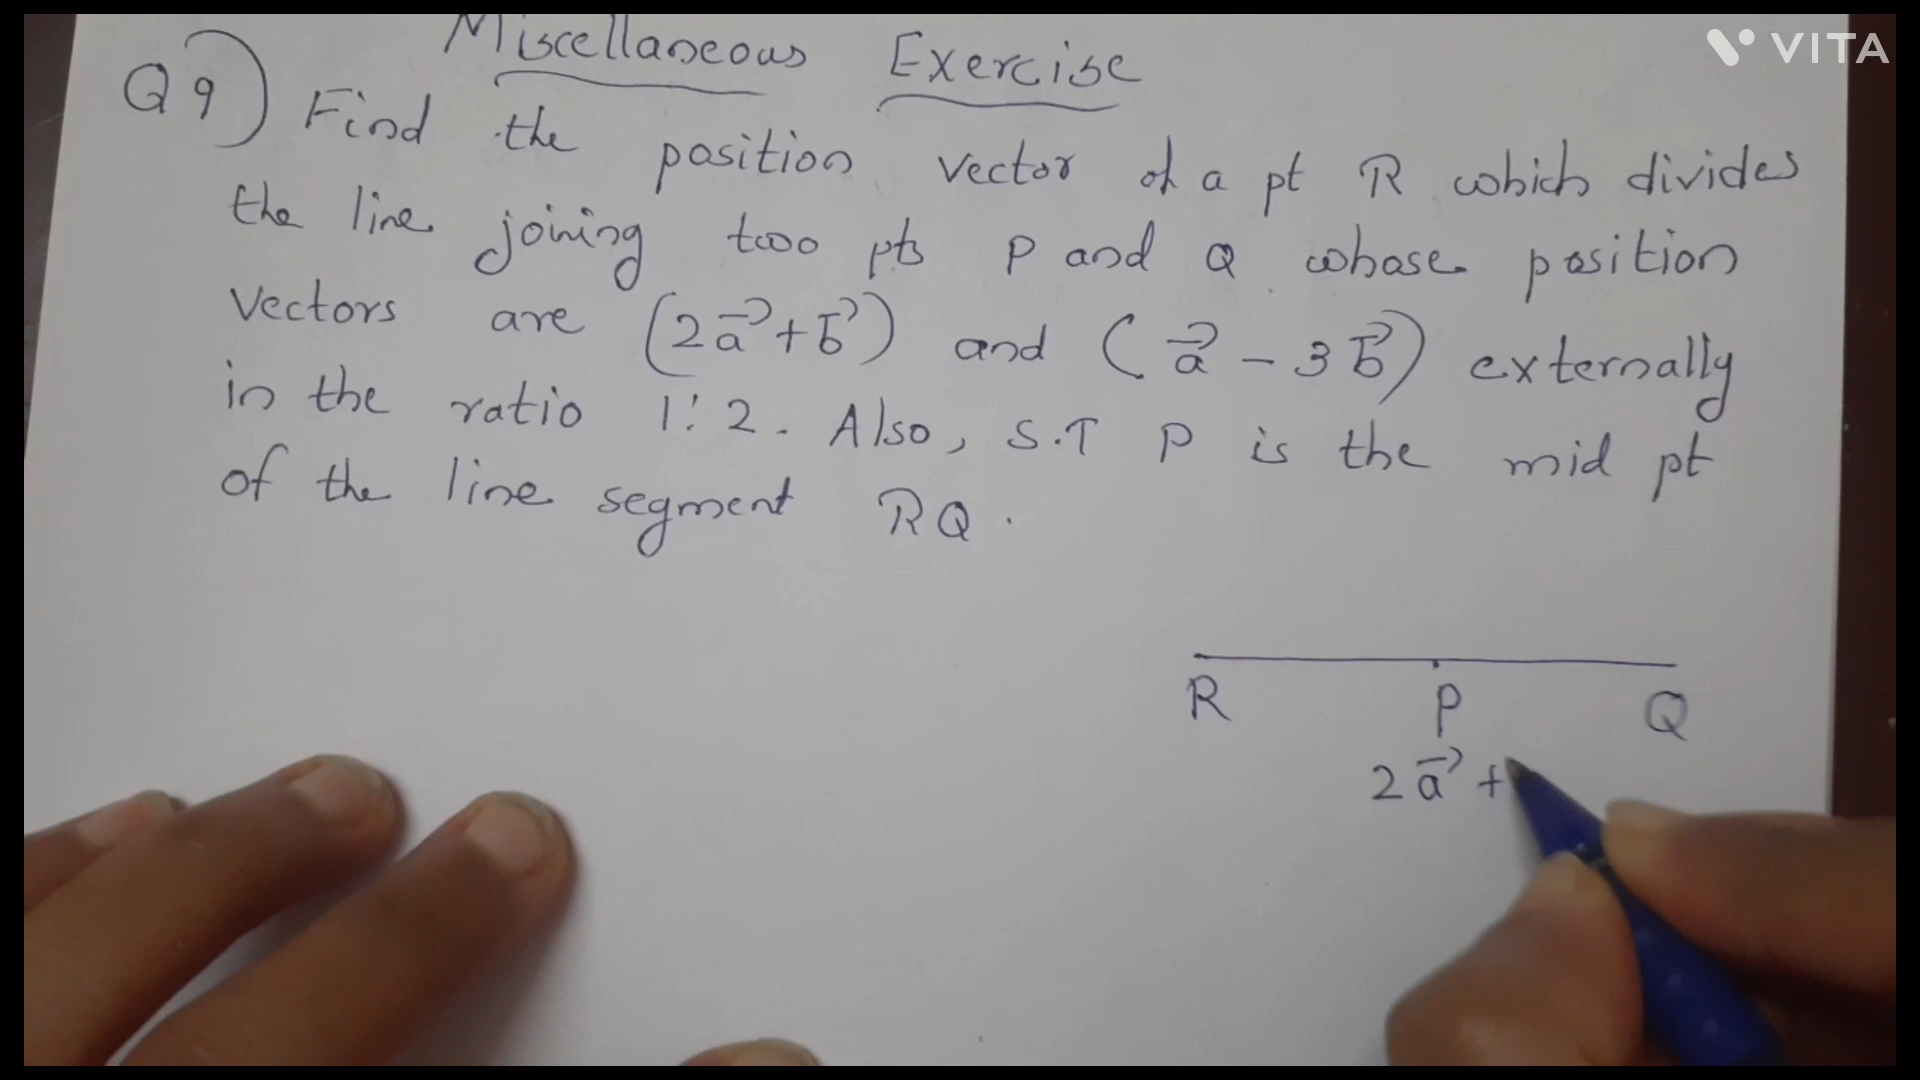 Miscellaneous Exercise
VITA
Q 9) Find the position vector of a pt R which divides
the line joining two pts P and Q whose position
vectors are (2a⃗ + b⃗) and (a⃗ - 3b⃗) externally
in the ratio 1:2. Also, S.T P is the mid pt
of the line segment RQ.
R P Q
2a⃗ +